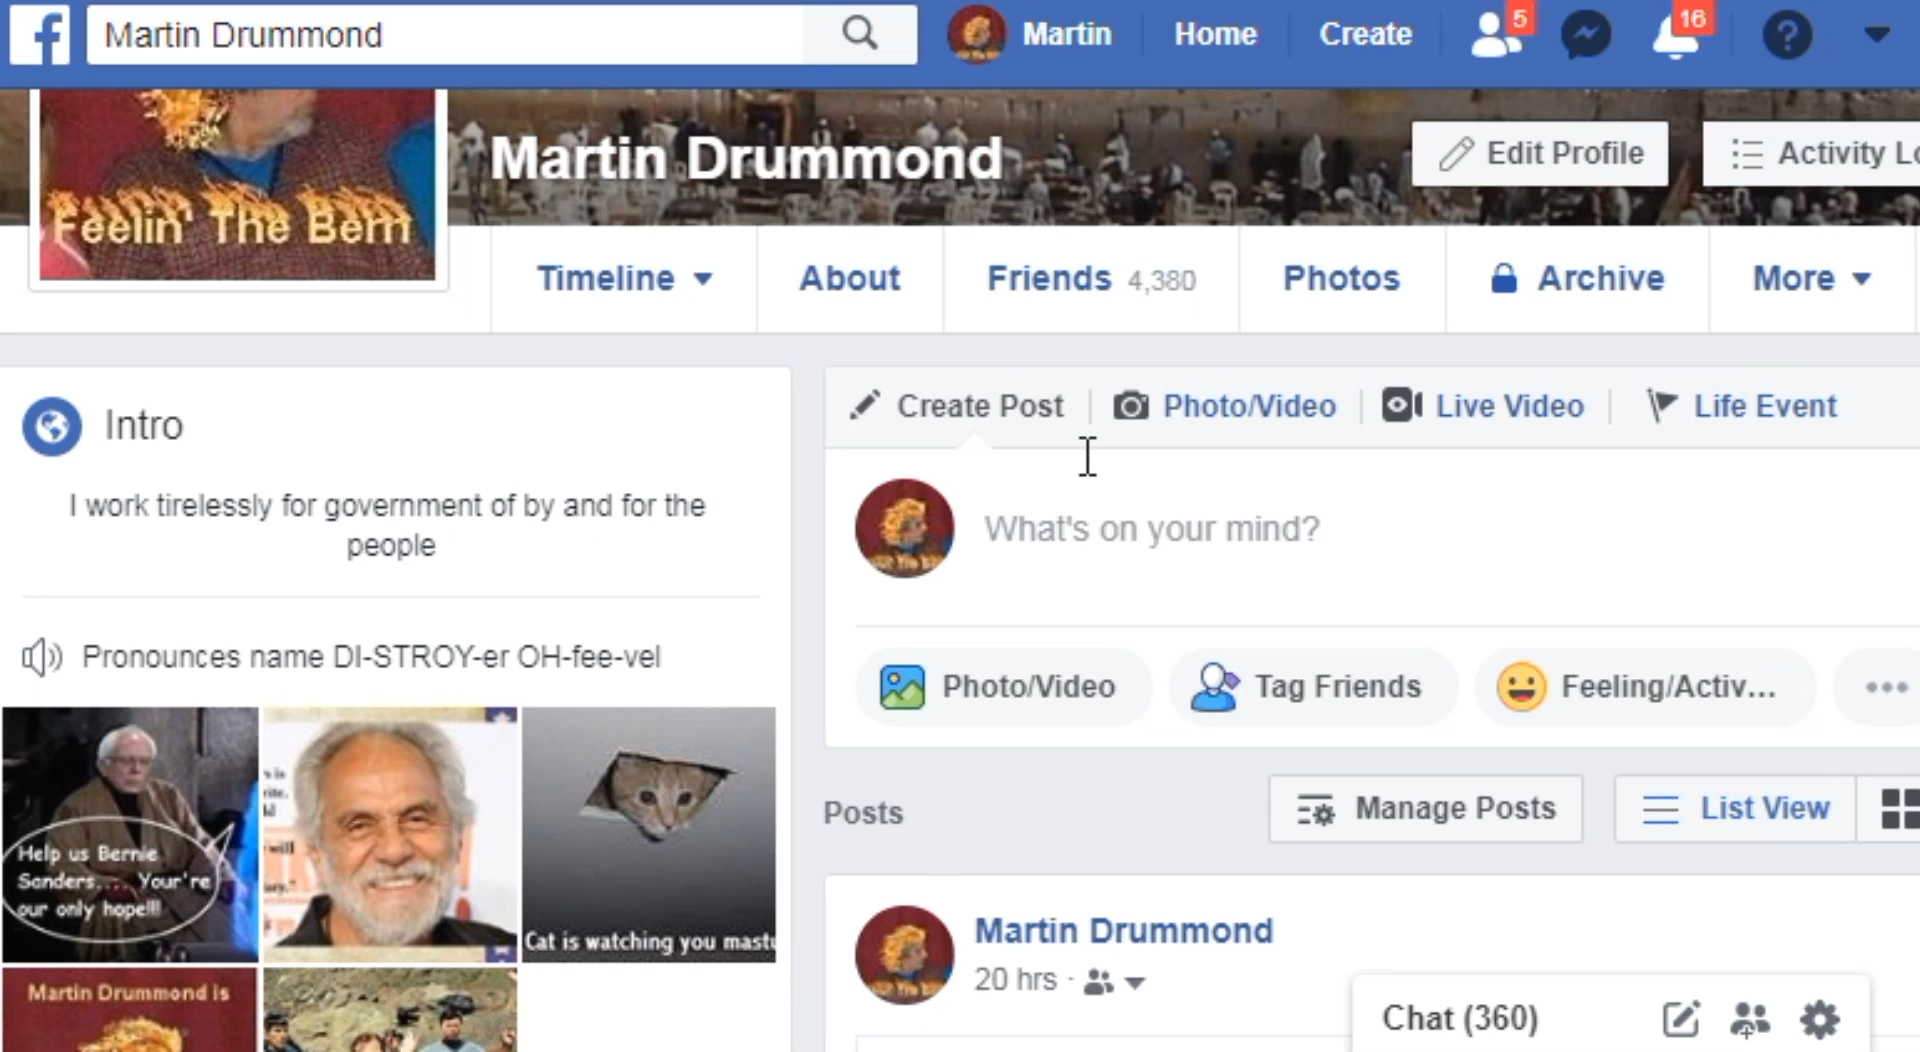 Martin Drummond
Martin
Home
Create
5
16
Feelin' The Bern
Martin Drummond
Edit Profile
Activity Lo
Timeline
About
Friends 4,380
Photos
Archive
More
Intro
I work tirelessly for government of by and for the
people
Pronounces name DI-STROY-er OH-fee-vel
Create Post
Photo/Video
Live Video
Life Event
What's on your mind?
Photo/Video
Tag Friends
Feeling/Activ...
Posts
Manage Posts
List View
Help us Bernie
Sanders.... Your're
our only hope!!!
will
Cat is watching you mastu
Martin Drummond is
Martin Drummond
20 hrs ·
Chat (360)